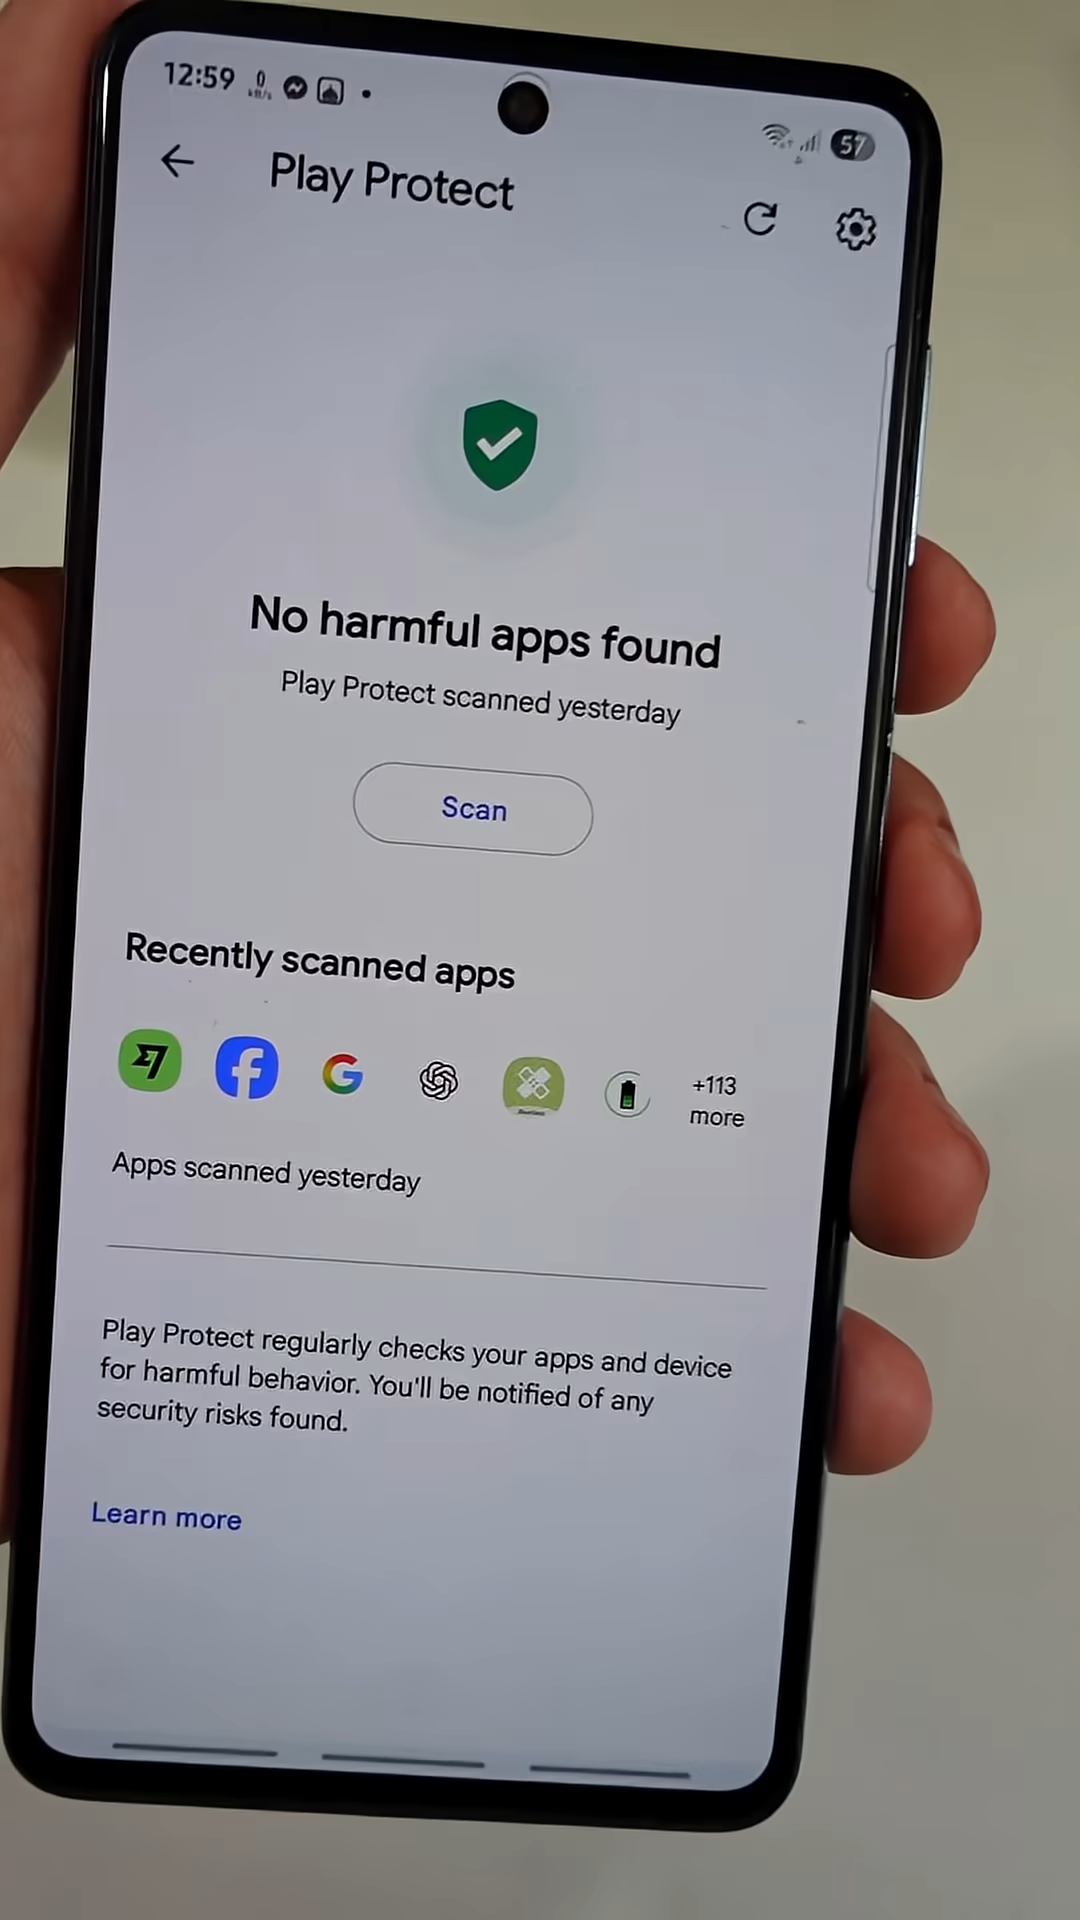 12:59
57
Play Protect
No harmful apps found
Play Protect scanned yesterday
Scan
Recently scanned apps
+113
more
Apps scanned yesterday
Play Protect regularly checks your apps and device
for harmful behavior. You'll be notified of any
security risks found.
Learn more